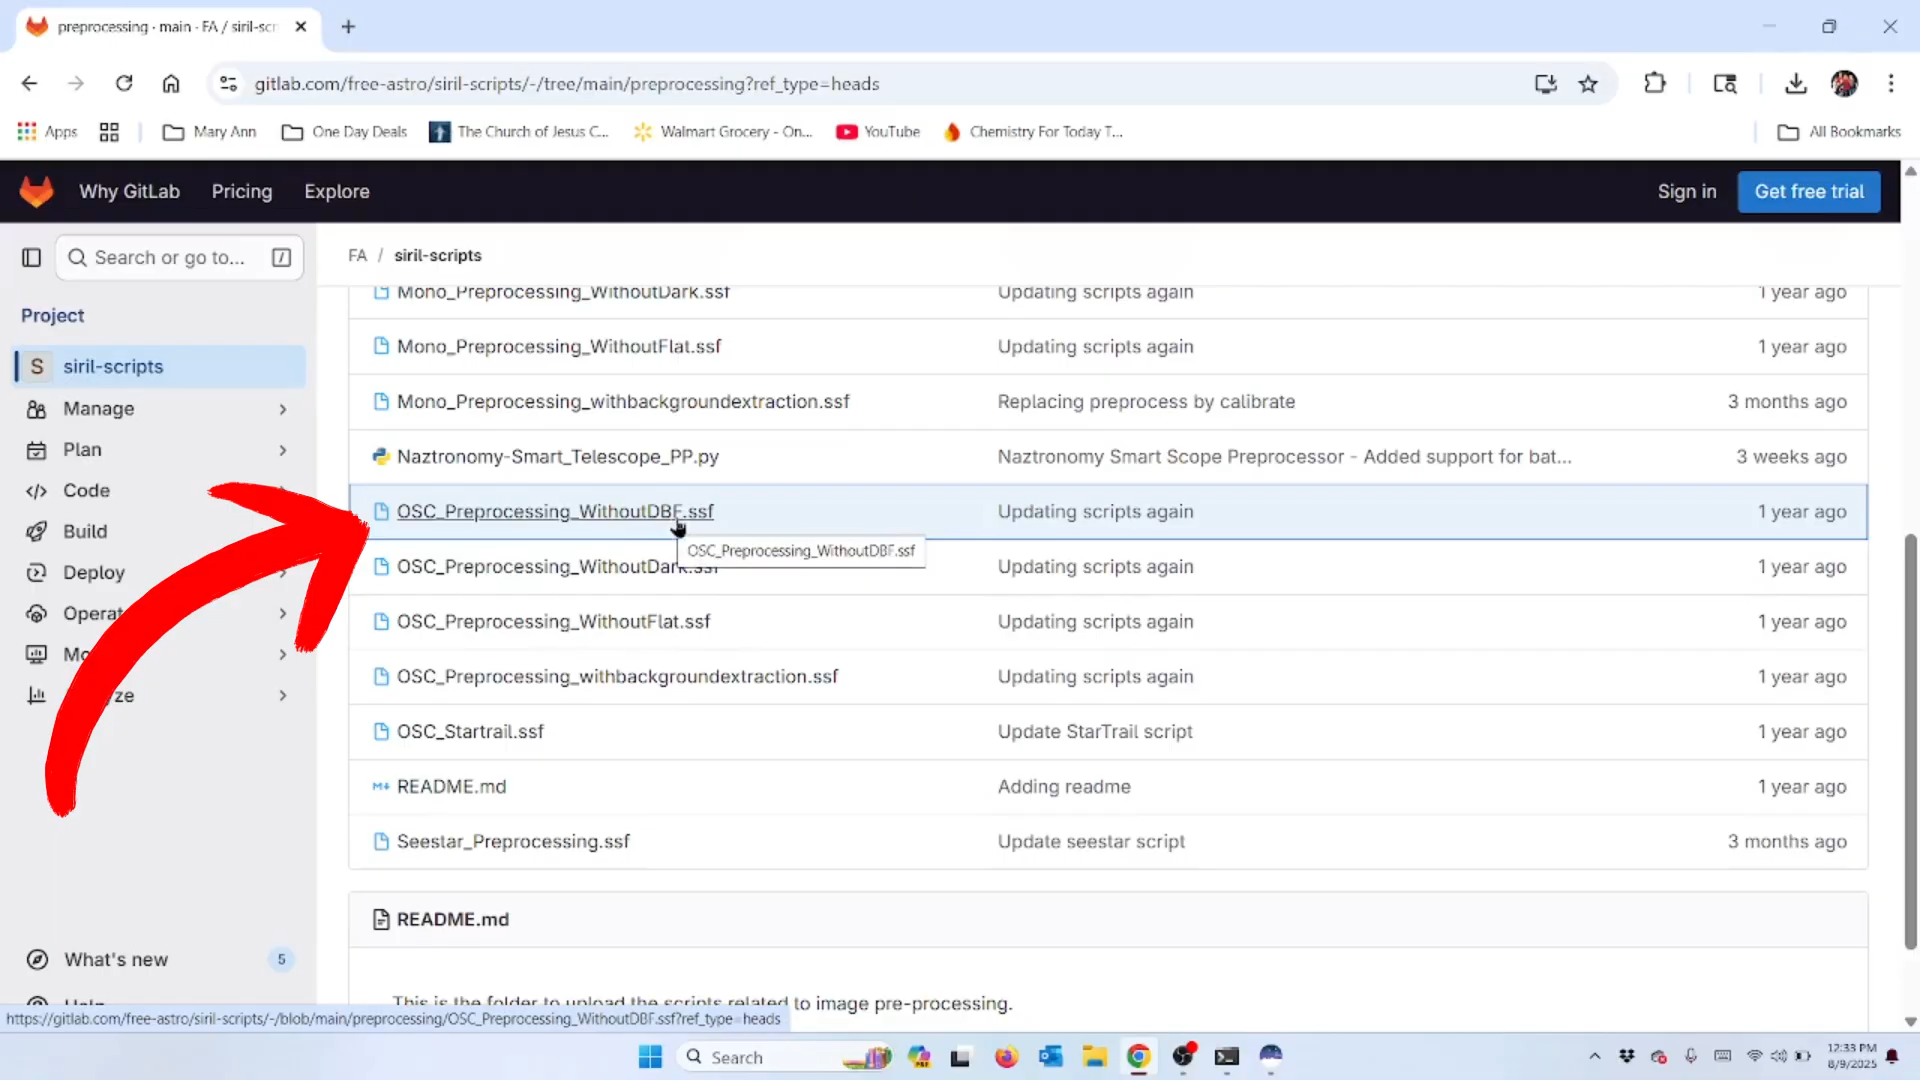 preprocessing · main · FA / siril-scr
gitlab.com/free-astro/siril-scripts/-/tree/main/preprocessing?ref_type=heads
Apps
Mary Ann
One Day Deals
The Church of Jesus C...
Walmart Grocery - On...
YouTube
Chemistry For Today T...
All Bookmarks
Why GitLab
Pricing
Explore
Sign in
Get free trial
Search or go to...
/
FA / siril-scripts
Project
S siril-scripts
Manage
Plan
Code
Build
Deploy
Operat
Mo
ze
What's new 5
Mono_Preprocessing_WithoutDark.ssf Updating scripts again 1 year ago
Mono_Preprocessing_WithoutFlat.ssf Updating scripts again 1 year ago
Mono_Preprocessing_withbackgroundextraction.ssf Replacing preprocess by calibrate 3 months ago
Naztronomy-Smart_Telescope_PP.py Naztronomy Smart Scope Preprocessor - Added support for bat... 3 weeks ago
OSC_Preprocessing_WithoutDBF.ssf Updating scripts again 1 year ago
OSC_Preprocessing_WithoutDBF.ssf
OSC_Preprocessing_WithoutDark.ssf Updating scripts again 1 year ago
OSC_Preprocessing_WithoutFlat.ssf Updating scripts again 1 year ago
OSC_Preprocessing_withbackgroundextraction.ssf Updating scripts again 1 year ago
OSC_Startrail.ssf Update StarTrail script 1 year ago
README.md Adding readme 1 year ago
Seestar_Preprocessing.ssf Update seestar script 3 months ago
README.md
This is the folder to upload the scripts related to image pre-processing.
https://gitlab.com/free-astro/siril-scripts/-/blob/main/preprocessing/OSC_Preprocessing_WithoutDBF.ssf?ref_type=heads
Search
12:33 PM
8/9/2025